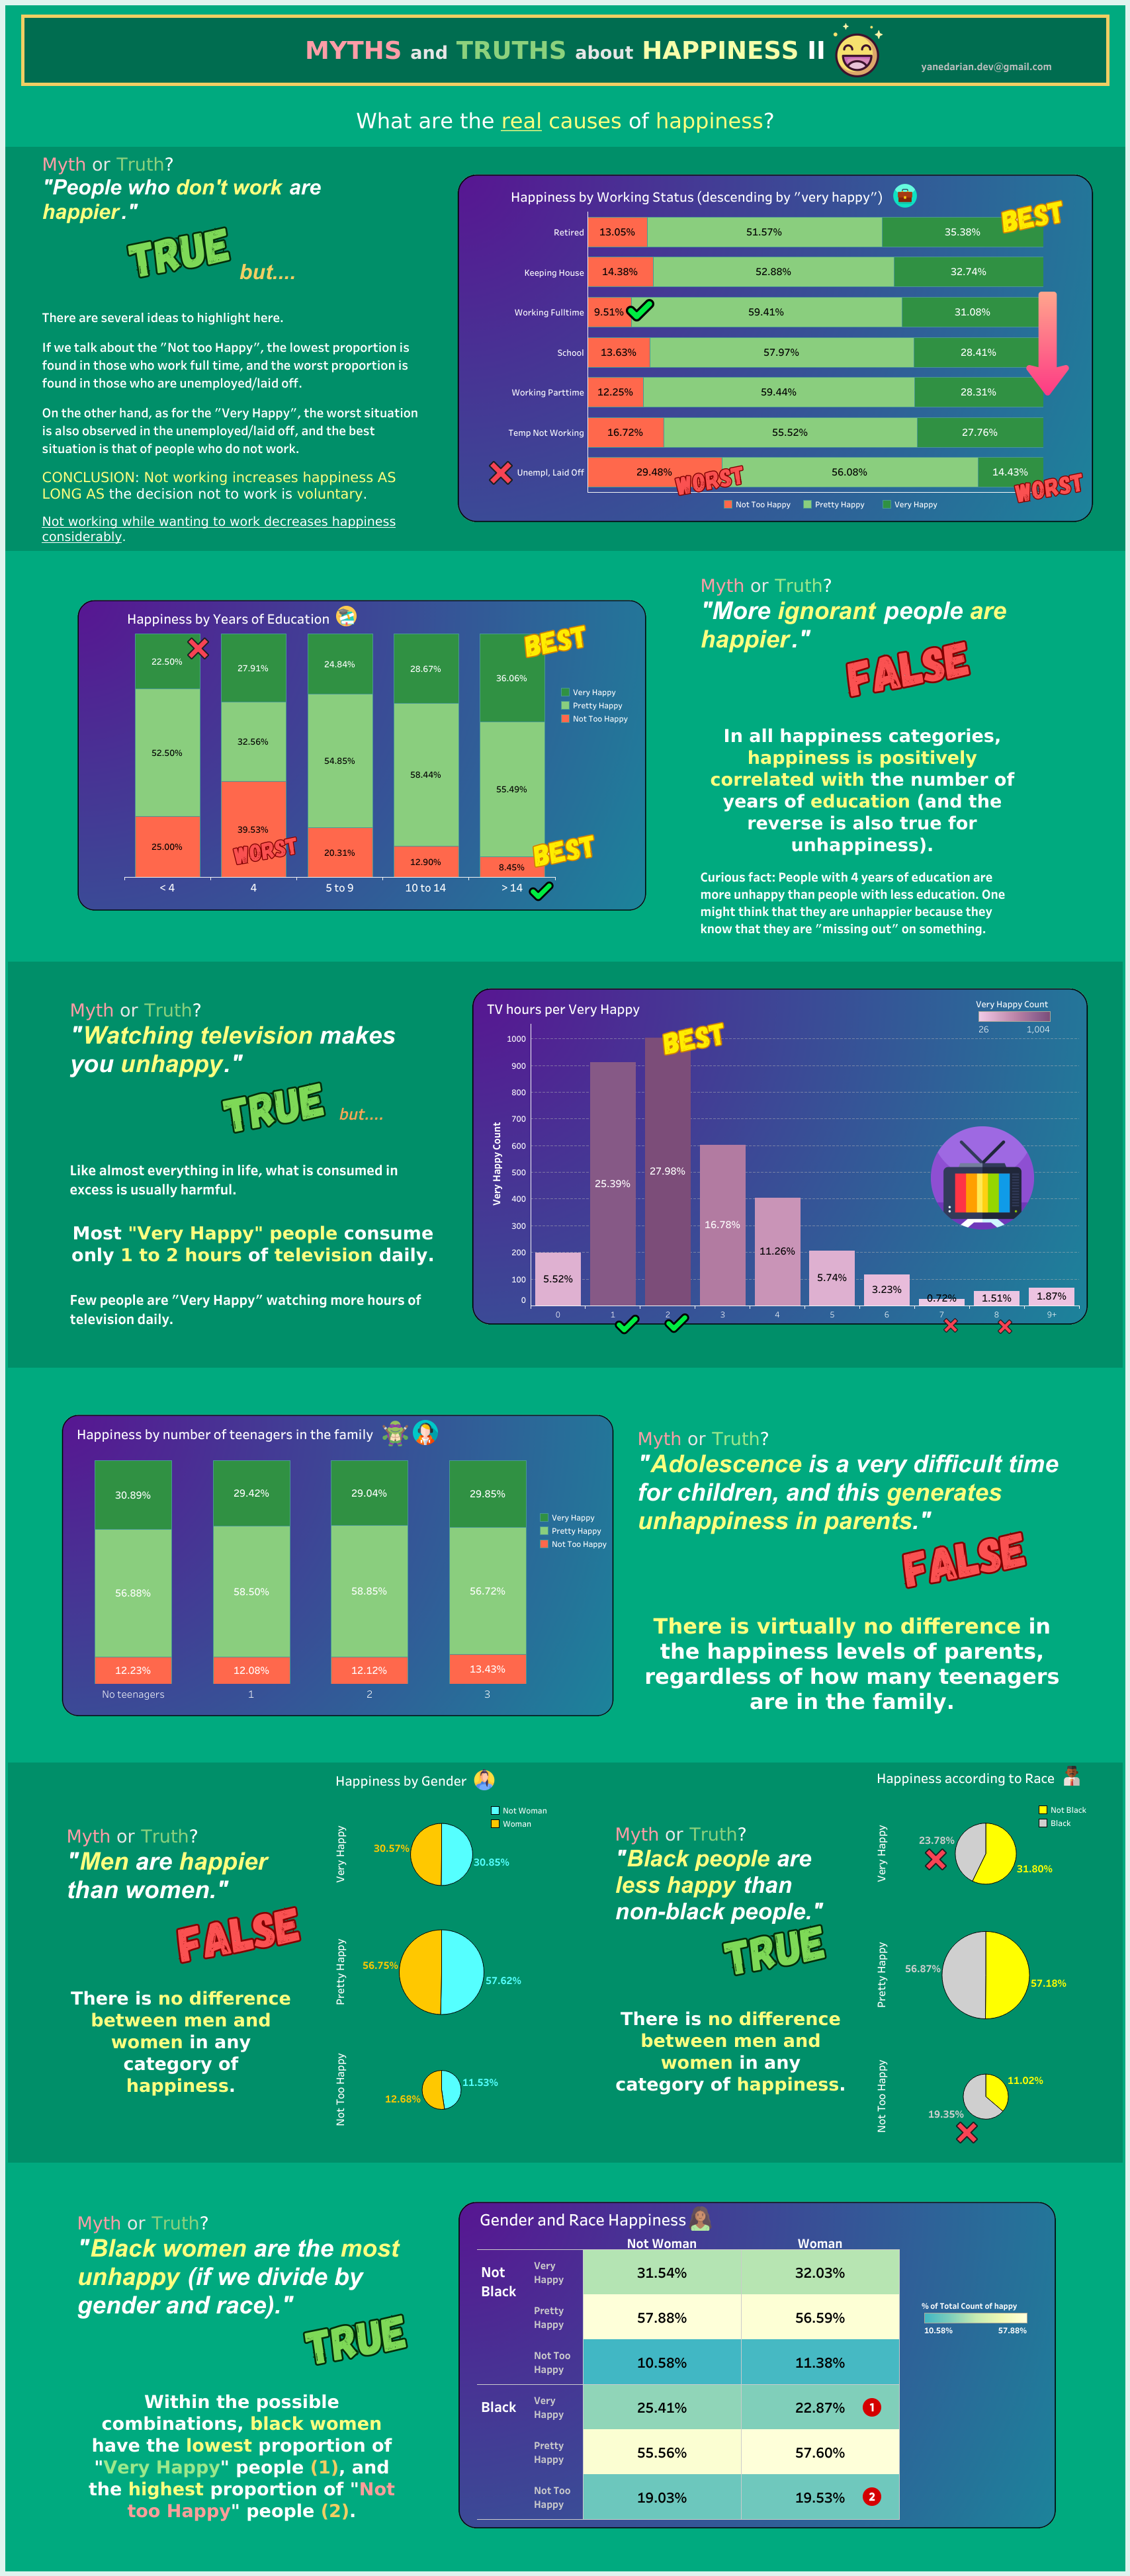 MYTHS and TRUTHS about HAPPINESS II
yanedarian.dev@gmail.com
What are the real causes of happiness?
Myth or Truth?
"People who don't work are
happier."
TRUE
but....
There are several ideas to highlight here.
If we talk about the "Not too Happy", the lowest proportion is
found in those who work full time, and the worst proportion is
found in those who are unemployed/laid off.
On the other hand, as for the "Very Happy", the worst situation
is also observed in the unemployed/laid off, and the best
situation is that of people who do not work.
CONCLUSION: Not working increases happiness AS
LONG AS the decision not to work is voluntary.
Not working while wanting to work decreases happiness
considerably.
Happiness by Working Status (descending by "very happy")
BEST
Retired 13.05% 51.57% 35.38%
Keeping House 14.38% 52.88% 32.74%
Working Fulltime 9.51% 59.41% 31.08%
School 13.63% 57.97% 28.41%
Working Parttime 12.25% 59.44% 28.31%
Temp Not Working 16.72% 55.52% 27.76%
Unempl, Laid Off 29.48% 56.08% 14.43%
WORST
WORST
Not Too Happy Pretty Happy Very Happy
Happiness by Years of Education
BEST
22.50% 27.91% 24.84% 28.67% 36.06%
52.50% 32.56% 54.85% 58.44% 55.49%
25.00% 39.53% 20.31% 12.90% 8.45%
WORST
BEST
< 4 4 5 to 9 10 to 14 > 14
Very Happy
Pretty Happy
Not Too Happy
Myth or Truth?
"More ignorant people are
happier."
FALSE
In all happiness categories,
happiness is positively
correlated with the number of
years of education (and the
reverse is also true for
unhappiness).
Curious fact: People with 4 years of education are
more unhappy than people with less education. One
might think that they are unhappier because they
know that they are "missing out" on something.
Myth or Truth?
"Watching television makes
you unhappy."
TRUE
but....
Like almost everything in life, what is consumed in
excess is usually harmful.
Most "Very Happy" people consume
only 1 to 2 hours of television daily.
Few people are "Very Happy" watching more hours of
television daily.
TV hours per Very Happy
Very Happy Count
26 1,004
BEST
Very Happy Count
1000
900
800
700
600
500
400
300
200
100
0
5.52% 25.39% 27.98% 16.78% 11.26% 5.74% 3.23% 0.72% 1.51% 1.87%
0 1 2 3 4 5 6 7 8 9+
Happiness by number of teenagers in the family
30.89% 29.42% 29.04% 29.85%
56.88% 58.50% 58.85% 56.72%
12.23% 12.08% 12.12% 13.43%
No teenagers 1 2 3
Very Happy
Pretty Happy
Not Too Happy
Myth or Truth?
"Adolescence is a very difficult time
for children, and this generates
unhappiness in parents."
FALSE
There is virtually no difference in
the happiness levels of parents,
regardless of how many teenagers
are in the family.
Myth or Truth?
"Men are happier
than women."
FALSE
There is no difference
between men and
women in any
category of
happiness.
Happiness by Gender
Not Woman
Woman
Very Happy
30.57% 30.85%
Pretty Happy
56.75% 57.62%
Not Too Happy
12.68% 11.53%
Myth or Truth?
"Black people are
less happy than
non-black people."
TRUE
There is no difference
between men and
women in any
category of happiness.
Happiness according to Race
Not Black
Black
Very Happy
23.78% 31.80%
Pretty Happy
56.87% 57.18%
Not Too Happy
19.35% 11.02%
Myth or Truth?
"Black women are the most
unhappy (if we divide by
gender and race)."
TRUE
Within the possible
combinations, black women
have the lowest proportion of
"Very Happy" people (1), and
the highest proportion of "Not
too Happy" people (2).
Gender and Race Happiness
Not Woman Woman
Not Black Very Happy 31.54% 32.03%
Pretty Happy 57.88% 56.59%
Not Too Happy 10.58% 11.38%
Black Very Happy 25.41% 22.87% 1
Pretty Happy 55.56% 57.60%
Not Too Happy 19.03% 19.53% 2
% of Total Count of happy
10.58% 57.88%